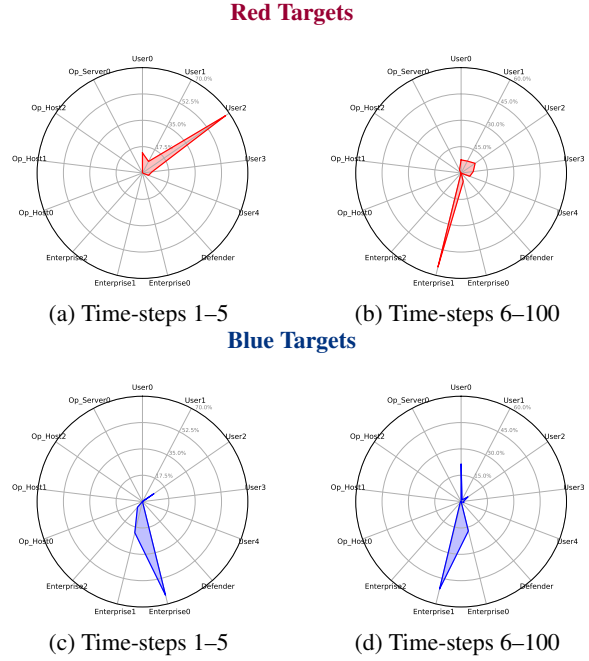 Red Targets
User0
User1
User2
User3
User4
Defender
Enterprise0
Enterprise1
Enterprise2
Op_Host0
Op_Host1
Op_Host2
Op_Server0
17.5%
35.0%
52.5%
70.0%
(a) Time-steps 1–5
User0
User1
User2
User3
User4
Defender
Enterprise0
Enterprise1
Enterprise2
Op_Host0
Op_Host1
Op_Host2
Op_Server0
30.0%
45.0%
60.0%
(b) Time-steps 6–100
Blue Targets
User0
User1
User2
User3
User4
Defender
Enterprise0
Enterprise1
Enterprise2
Op_Host0
Op_Host1
Op_Host2
Op_Server0
17.5%
35.0%
52.5%
70.0%
(c) Time-steps 1–5
User0
User1
User2
User3
User4
Defender
Enterprise0
Enterprise1
Enterprise2
Op_Host0
Op_Host1
Op_Host2
Op_Server0
15.0%
30.0%
45.0%
60.0%
(d) Time-steps 6–100